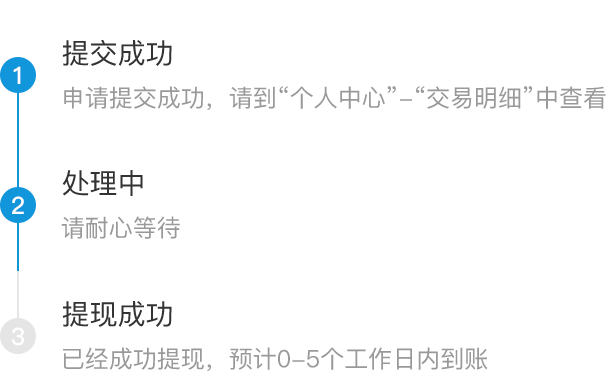 提交成功
1
申请提交成功，请到“个人中心”-“交易明细”中查看
处理中
2
请耐心等待
提现成功
3
已经成功提现，预计0-5个工作日内到账